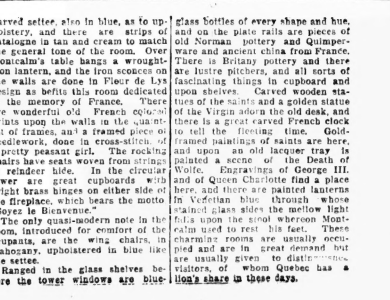 arved settee, also in blue, as to up-
olstery, and there are strips of
atalogne in tan and cream to match
he general tone of the room. Over
Montcalm's table hangs a wrought-
on lantern, and the iron sconces on
he walls are done in Fleur de Lys
esign as befits this room dedicated
the memory of France. There
re wonderful old French colored
rints upon the walls in the quaint-
st of frames, and a framed piece of
eedlework, done in cross-stitch, of
pretty peasant girl. The rocking
hairs have seats woven from strings
reindeer hide. In the circular
ower are great cupboards with
right brass hinges on either side of
e fireplace, which bears the motto
Soyez le Bienvenue."
The only quasi-modern note in the
room, introduced for comfort of the
cupants, are the wing chairs, in
ahogany, upholstered in blue like
e settee.
Ranged in the glass shelves be-
re the tower windows are blue-
glass bottles of every shape and hue,
and on the plate rails are pieces of
old Norman pottery and Quimper-
ware and ancient china from France.
There is Britany pottery and there
are lustre pitchers, and all sorts of
fascinating things in cupboard and
upon shelves. Carved wooden sta-
tues of the saints and a golden statue
of the Virgin adorn the old desk, and
there is a great carved French clock
to tell the fleeting time. Gold-
framed paintings of saints are here,
and upon an old lacquer tray is
painted a scene of the Death of
Wolfe. Engravings of George III.
and of Queen Charlotte find a place
here, and there are painted lanterns
in Venetian blue through whose
stained glass sides the mellow light
falls upon the stool whereon Mont-
calm used to rest his feet. These
charming rooms are usually occu-
pied and are in great demand but
are usually given to distinguished
visitors, of whom Quebec has a
lion's share in these days.